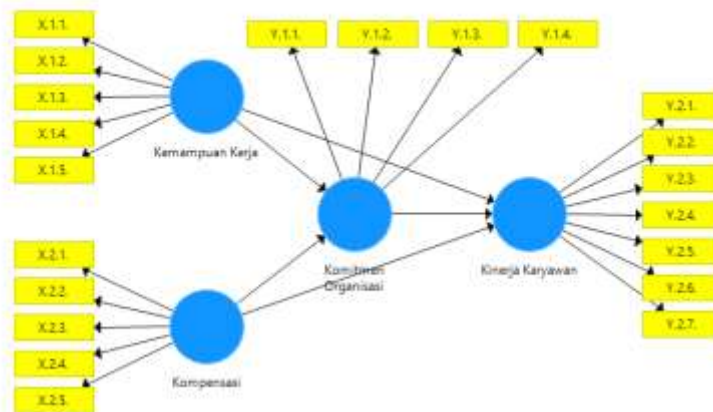 X.1.1.
X.1.2.
X.1.3.
X.1.4.
X.1.5.
Kemampuan Kerja
Y.1.1.
Y.1.2.
Y.1.3.
Y.1.4.
Komitmen
Organisasi
Kinerja Karyawan
Y.2.1.
Y.2.2.
Y.2.3.
Y.2.4.
Y.2.5.
Y.2.6.
Y.2.7.
X.2.1.
X.2.2.
X.2.3.
X.2.4.
X.2.5.
Kompensasi